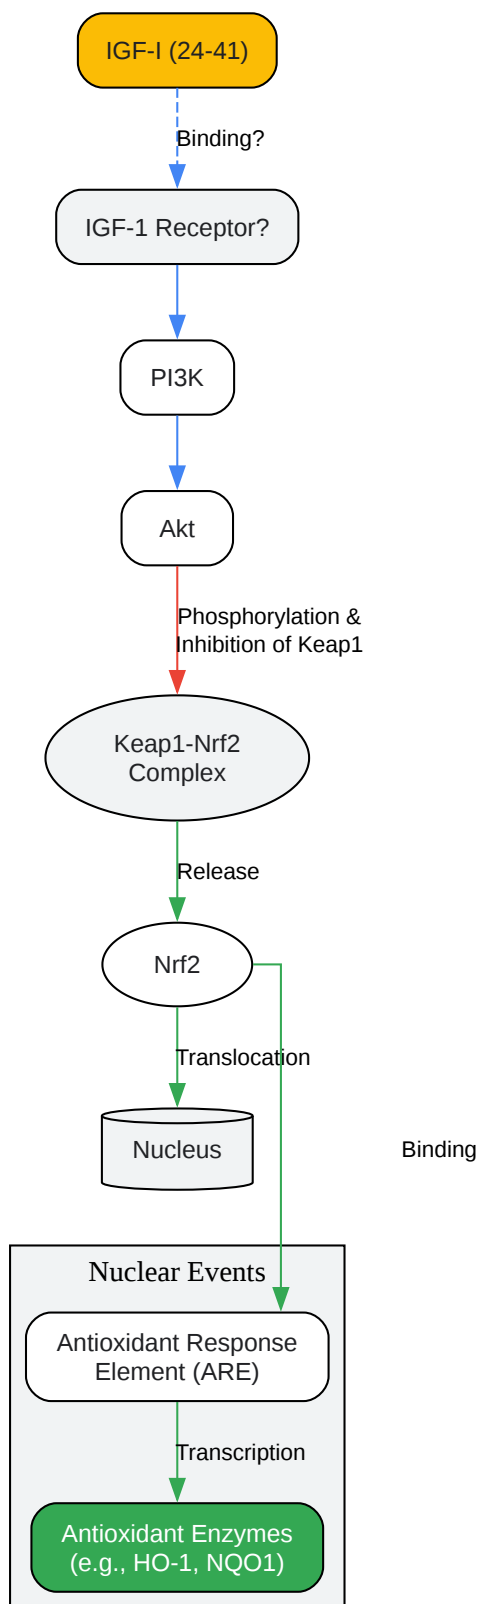 IGF-I (24-41)
Binding?
IGF-1 Receptor?
PI3K
Akt
Phosphorylation &
Inhibition of Keap1
Keap1-Nrf2
Complex
Release
Nrf2
Translocation
Nucleus
Binding
Nuclear Events
Antioxidant Response
Element (ARE)
Transcription
Antioxidant Enzymes
(e.g., HO-1, NQO1)